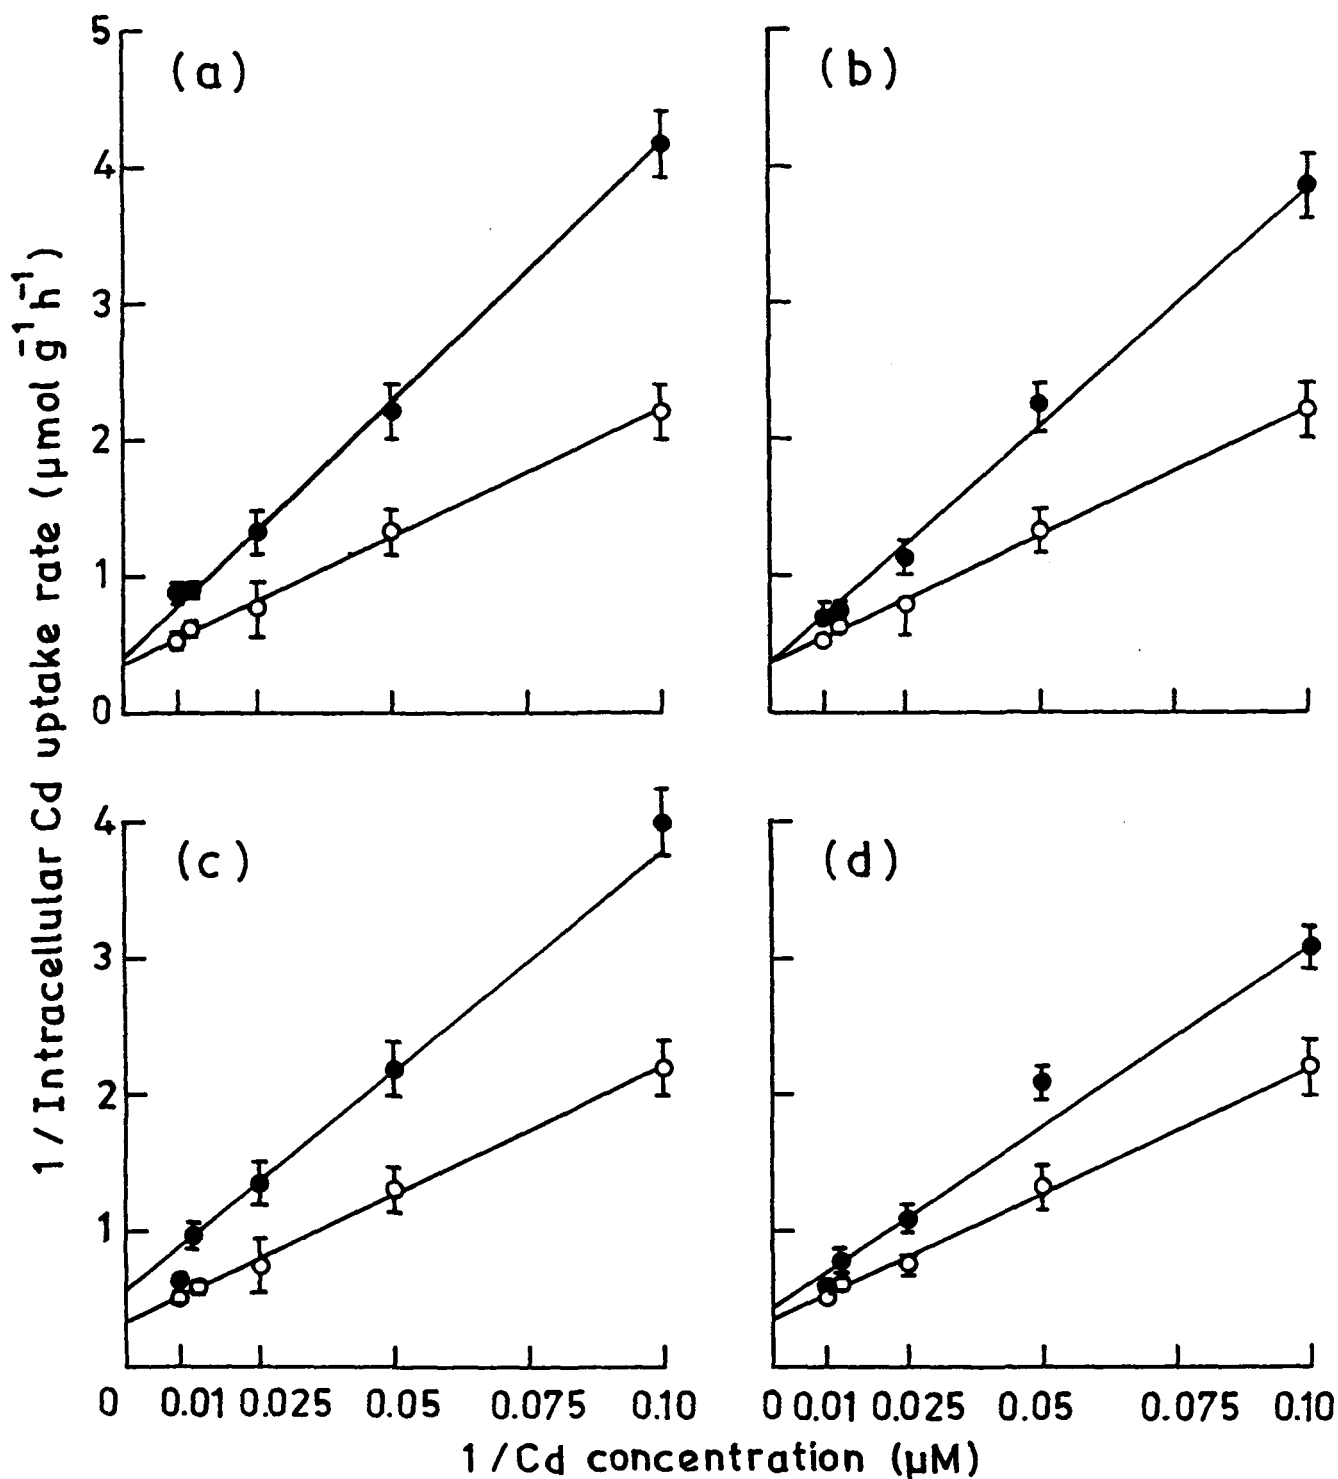 (a)
(b)
5
4
3
2
1
0
(c)
(d)
4
3
2
1
0 0.01 0.025 0.05 0.075 0.10
0 0.01 0.025 0.05 0.075 0.10
1/Intracellular Cd uptake rate (μmol g⁻¹ h⁻¹)
1/Cd concentration (μM)